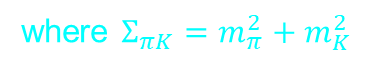 where Σ_{πK} = m_π^2 + m_K^2